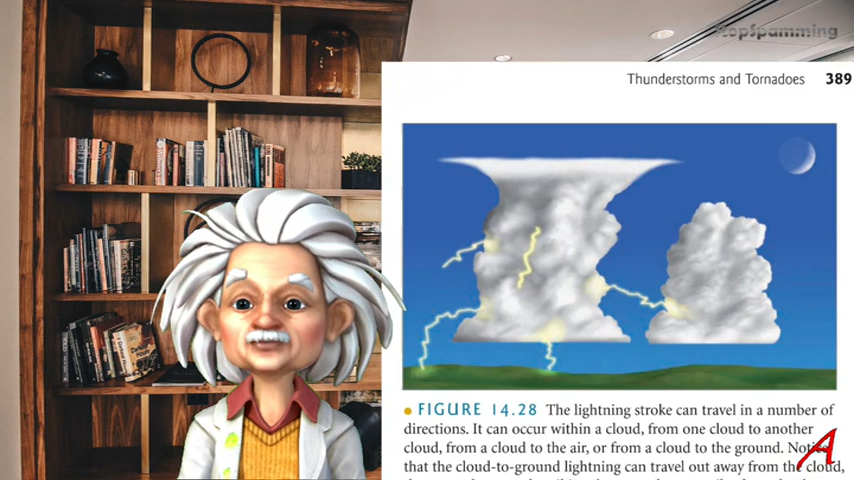 Thunderstorms and Tornadoes 389
FIGURE 14.28 The lightning stroke can travel in a number of
directions. It can occur within a cloud, from one cloud to another
cloud, from a cloud to the air, or from a cloud to the ground.
that the cloud-to-ground lightning can travel out away from the cloud,
A